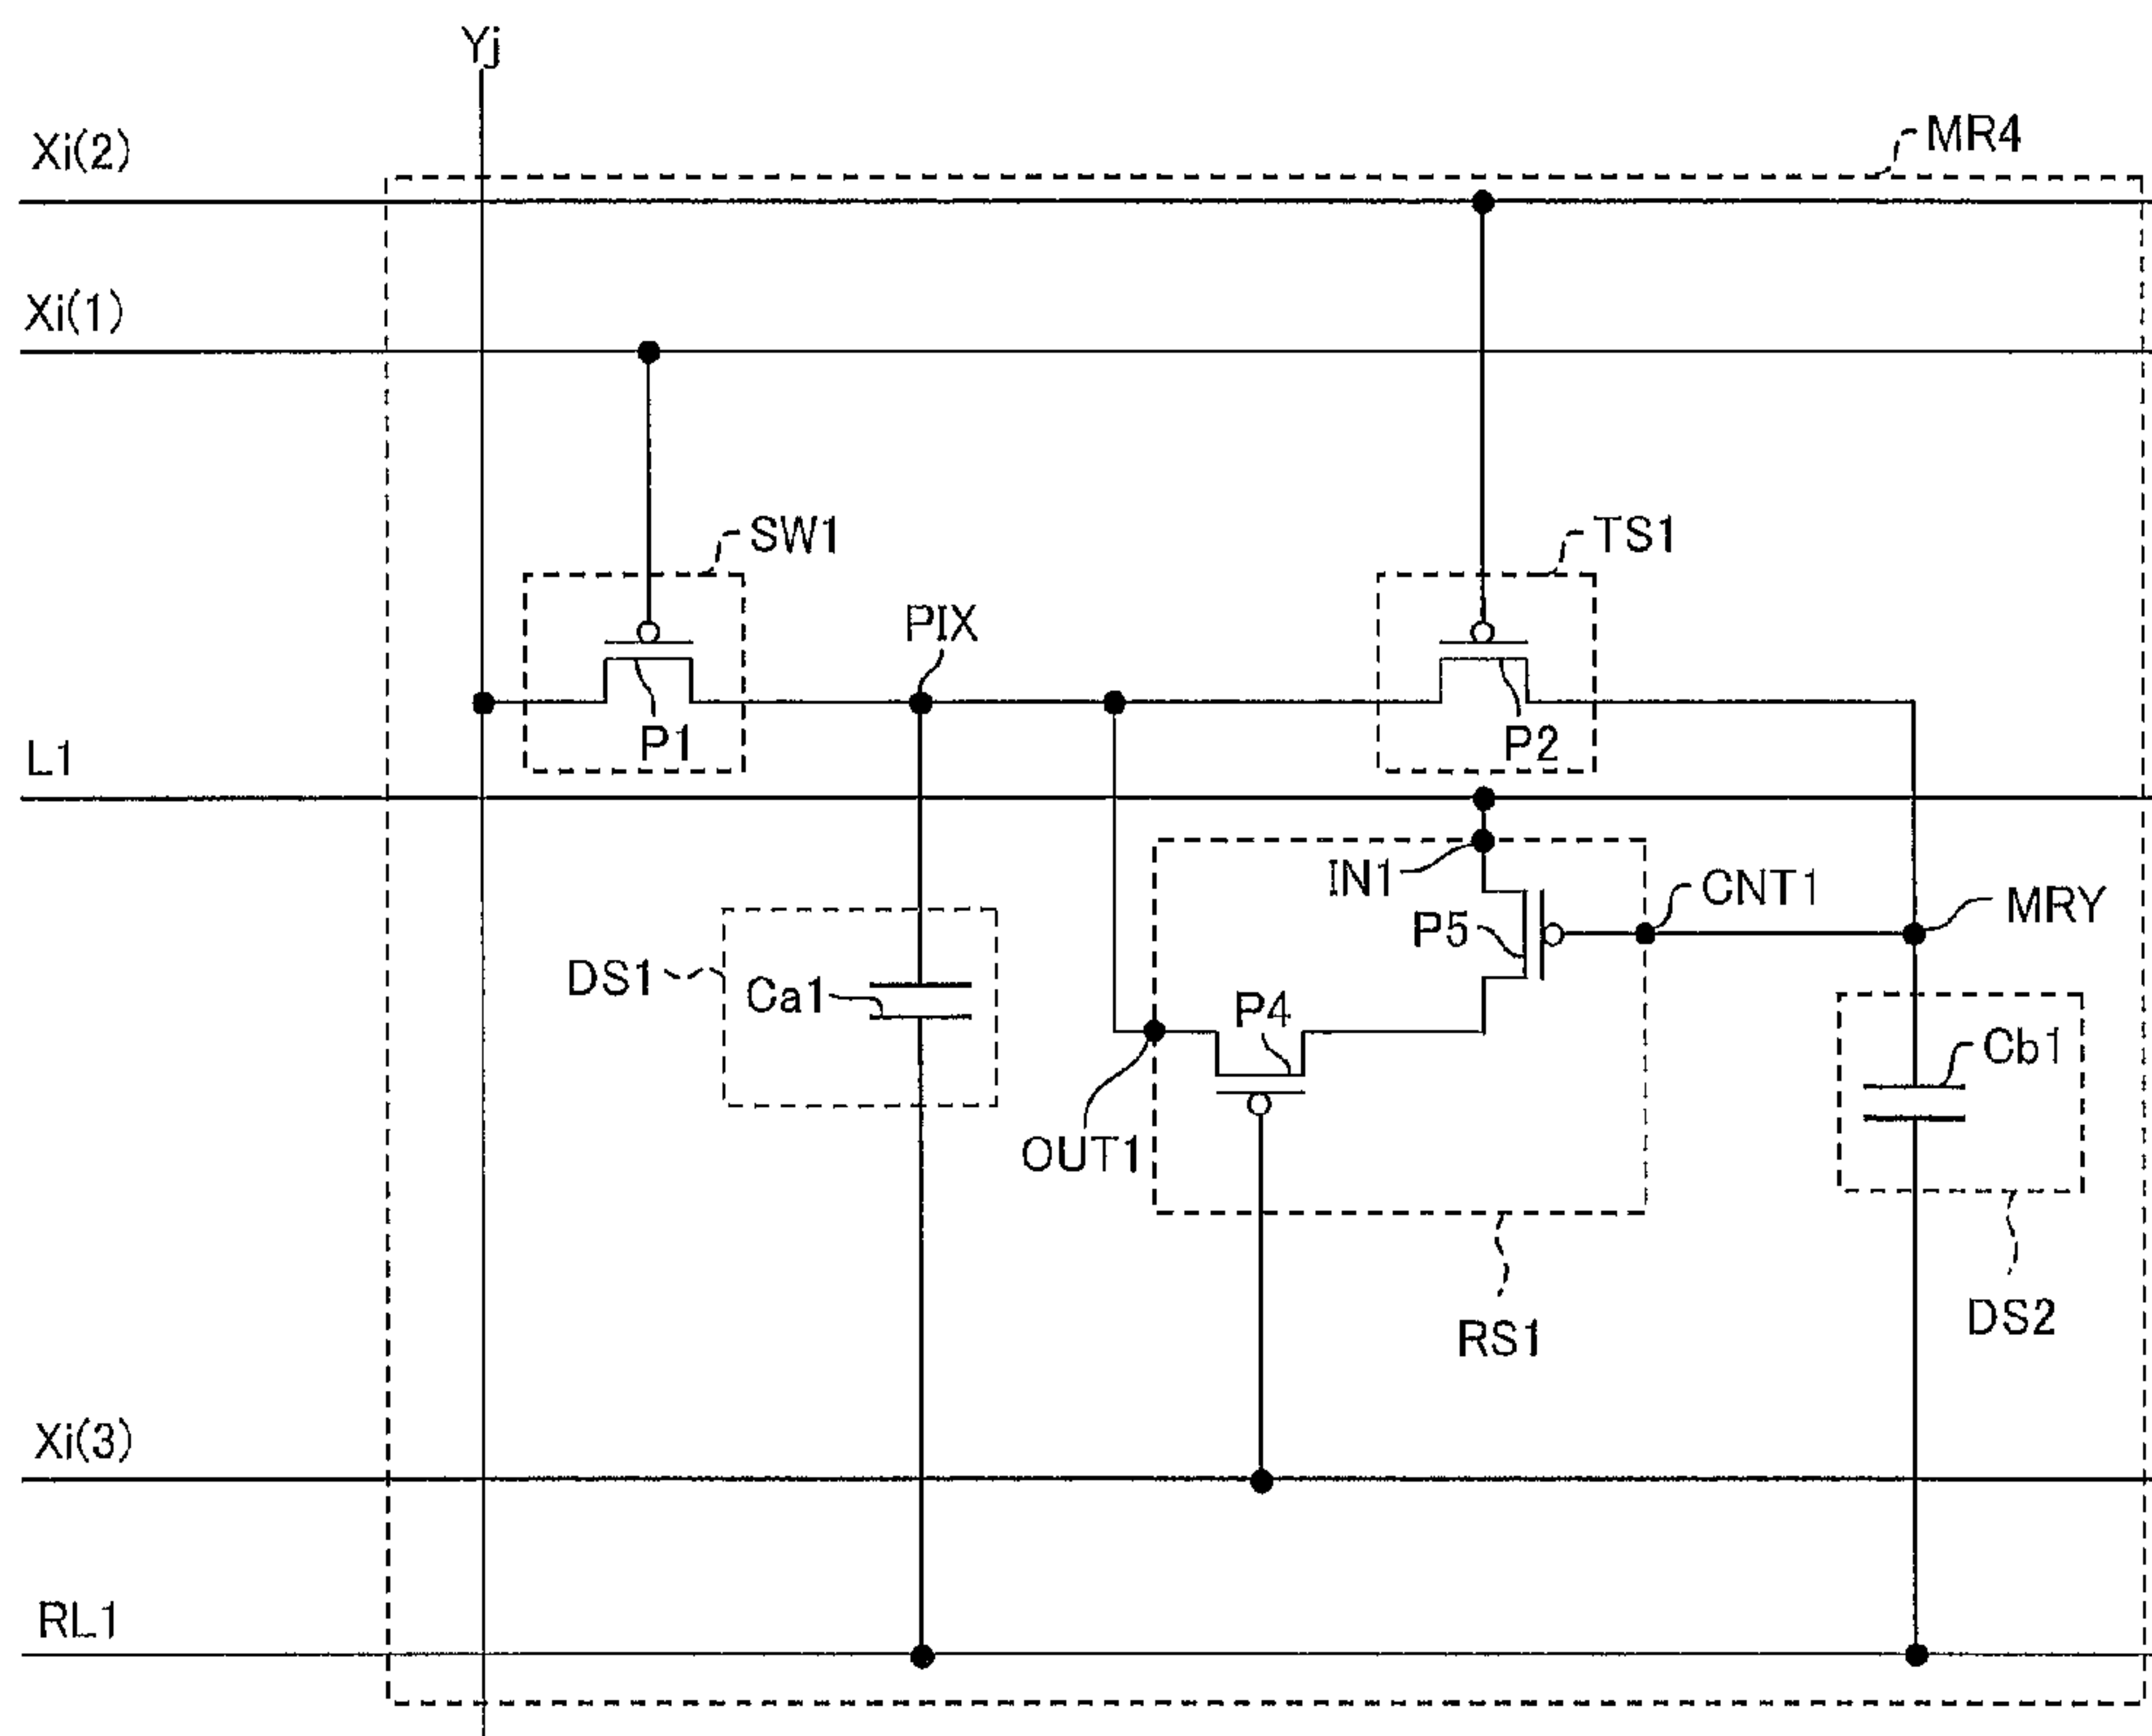 Yj
Xi(2)
MR4
Xi(1)
SW1
TS1
PIX
P1
P2
L1
IN1
CNT1
MRY
P5
DS1
Ca1
P4
Cb1
OUT1
RS1
DS2
Xi(3)
RL1